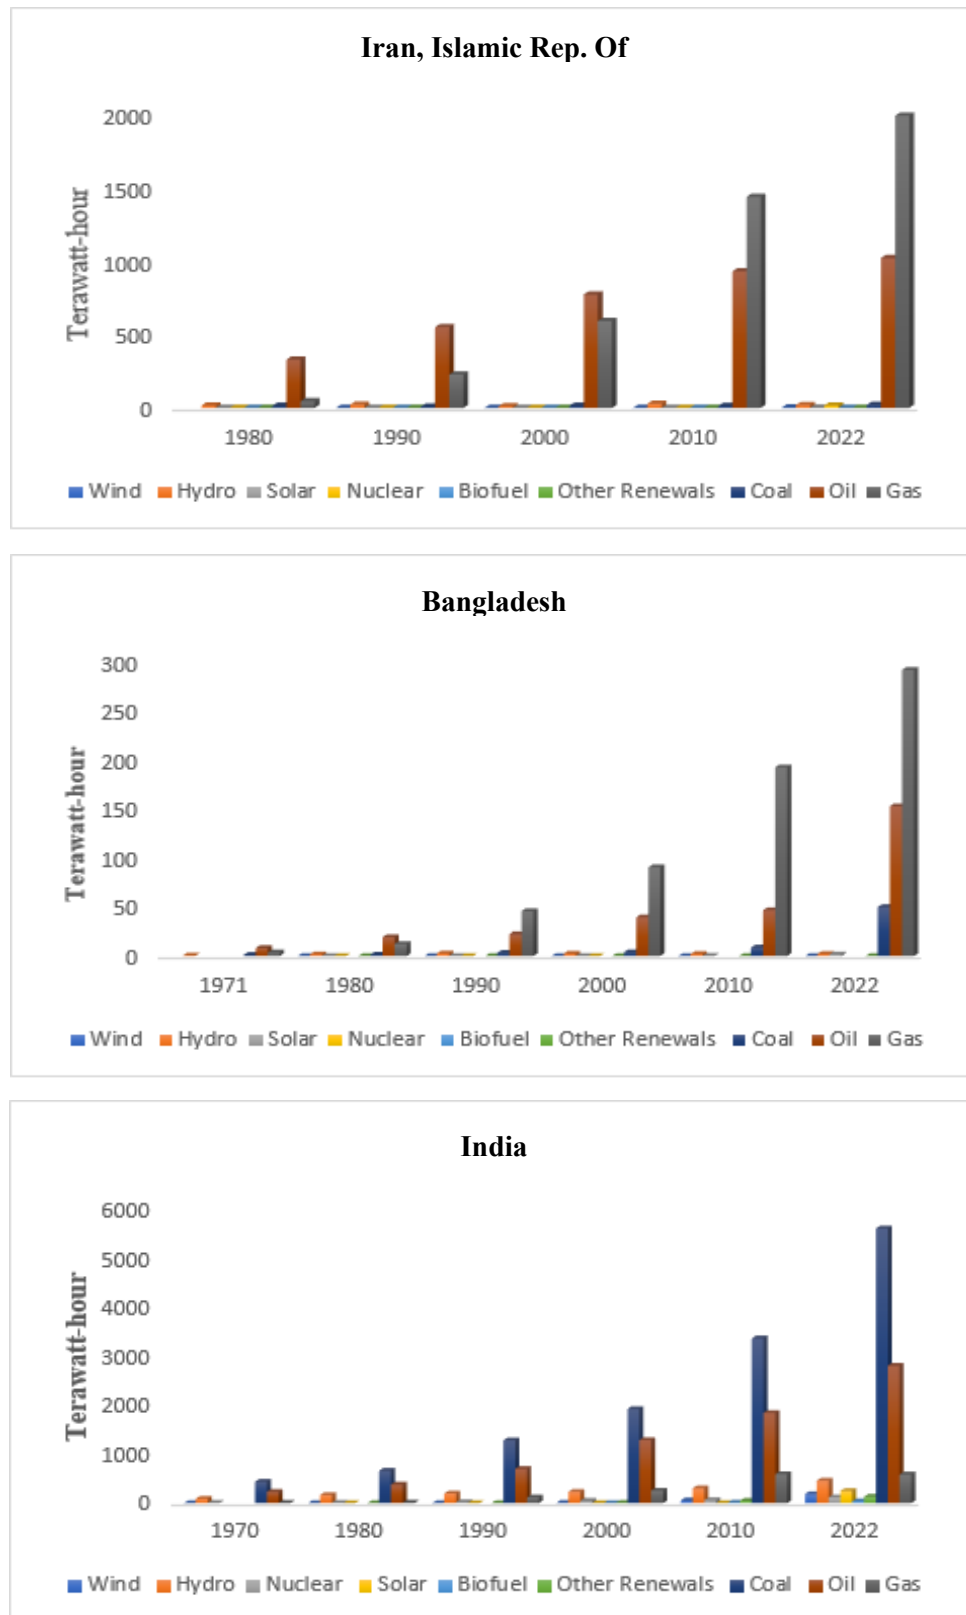 Iran, Islamic Rep. Of
Terawatt-hour
2000
1500
1000
500
0
1980 1990 2000 2010 2022
Wind Hydro Solar Nuclear Biofuel Other Renewals Coal Oil Gas
Bangladesh
Terawatt-hour
300
250
200
150
100
50
0
1971 1980 1990 2000 2010 2022
Wind Hydro Solar Nuclear Biofuel Other Renewals Coal Oil Gas
India
Terawatt-hour
6000
5000
4000
3000
2000
1000
0
1970 1980 1990 2000 2010 2022
Wind Hydro Nuclear Solar Biofuel Other Renewals Coal Oil Gas